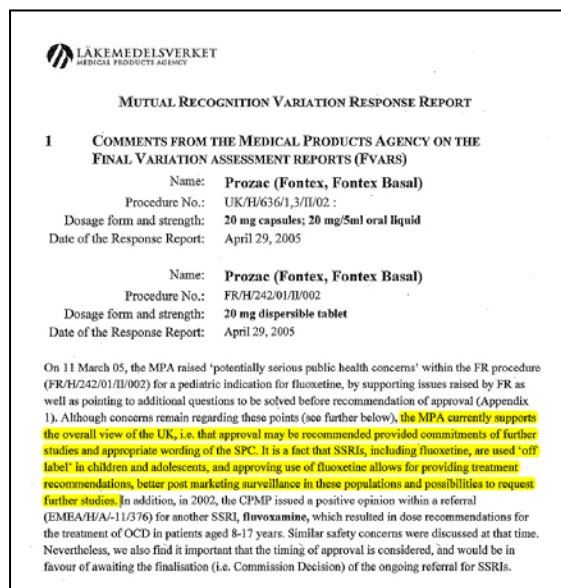 LÄKEMEDELSVERKET
MEDICAL PRODUCTS AGENCY
MUTUAL RECOGNITION VARIATION RESPONSE REPORT
1 COMMENTS FROM THE MEDICAL PRODUCTS AGENCY ON THE
FINAL VARIATION ASSESSMENT REPORTS (FVARS)
Name: Prozac (Fontex, Fontex Basal)
Procedure No.: UK/H/636/1,3/II/02 :
Dosage form and strength: 20 mg capsules; 20 mg/5ml oral liquid
Date of the Response Report: April 29, 2005
Name: Prozac (Fontex, Fontex Basal)
Procedure No.: FR/H/242/01/II/002
Dosage form and strength: 20 mg dispersible tablet
Date of the Response Report: April 29, 2005
On 11 March 05, the MPA raised 'potentially serious public health concerns' within the FR procedure
(FR/H/242/01/II/002) for a pediatric indication for fluoxetine, by supporting issues raised by FR as
well as pointing to additional questions to be solved before recommendation of approval (Appendix
1). Although concerns remain regarding these points (see further below), the MPA currently supports
the overall view of the UK, i.e. that approval may be recommended provided commitments of further
studies and appropriate wording of the SPC. It is a fact that SSRIs, including fluoxetine, are used 'off
label' in children and adolescents, and approving use of fluoxetine allows for providing treatment
recommendations, better post marketing surveillance in these populations and possibilities to request
further studies. In addition, in 2002, the CPMP issued a positive opinion within a referral
(EMEA/H/A/-11/376) for another SSRI, fluvoxamine, which resulted in dose recommendations for
the treatment of OCD in patients aged 8-17 years. Similar safety concerns were discussed at that time.
Nevertheless, we also find it important that the timing of approval is considered, and would be in
favour of awaiting the finalisation (i.e. Commission Decision) of the ongoing referral for SSRIs.